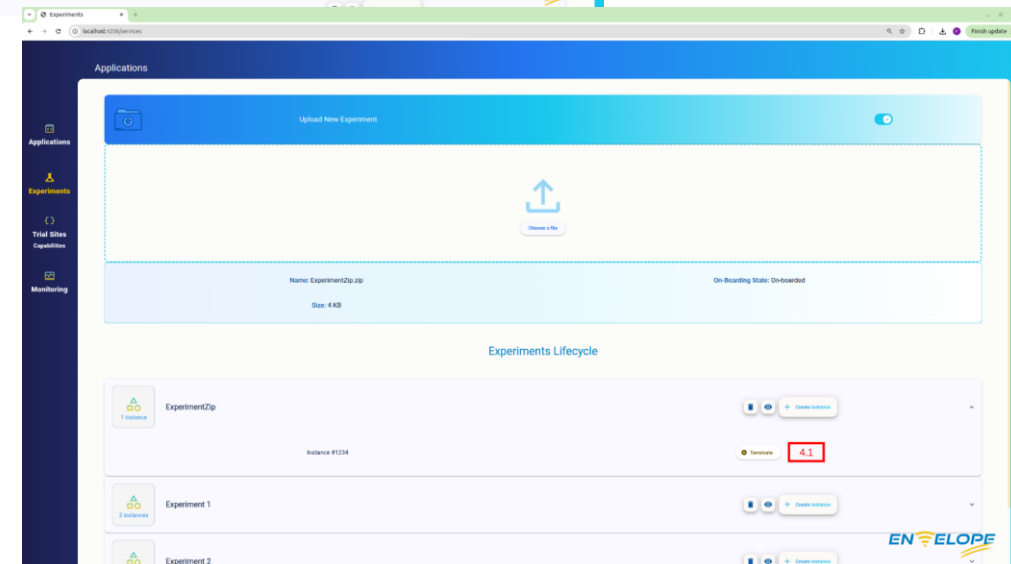 Experiments
localhost:4200/services
Finish update
Applications
Applications
Experiments
Trial Sites
Capabilities
Monitoring
Upload New Experiment
Choose a file
Name: ExperimentZip.zip
On-Boarding State: On-boarded
Size: 4 KB
Experiments Lifecycle
1 instance
ExperimentZip
+ Create Instance
Instance #1234
Terminate
4.1
2 instances
Experiment 1
+ Create Instance
Experiment 2
+ Create Instance
ENVELOPE